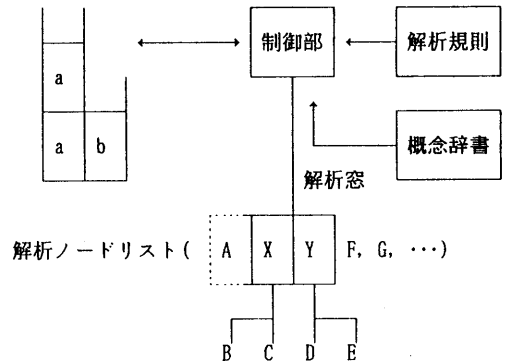 制御部
解析規則
a
a b
概念辞書
解析窓
解析ノードリスト( A X Y F, G, ···)
B C D E